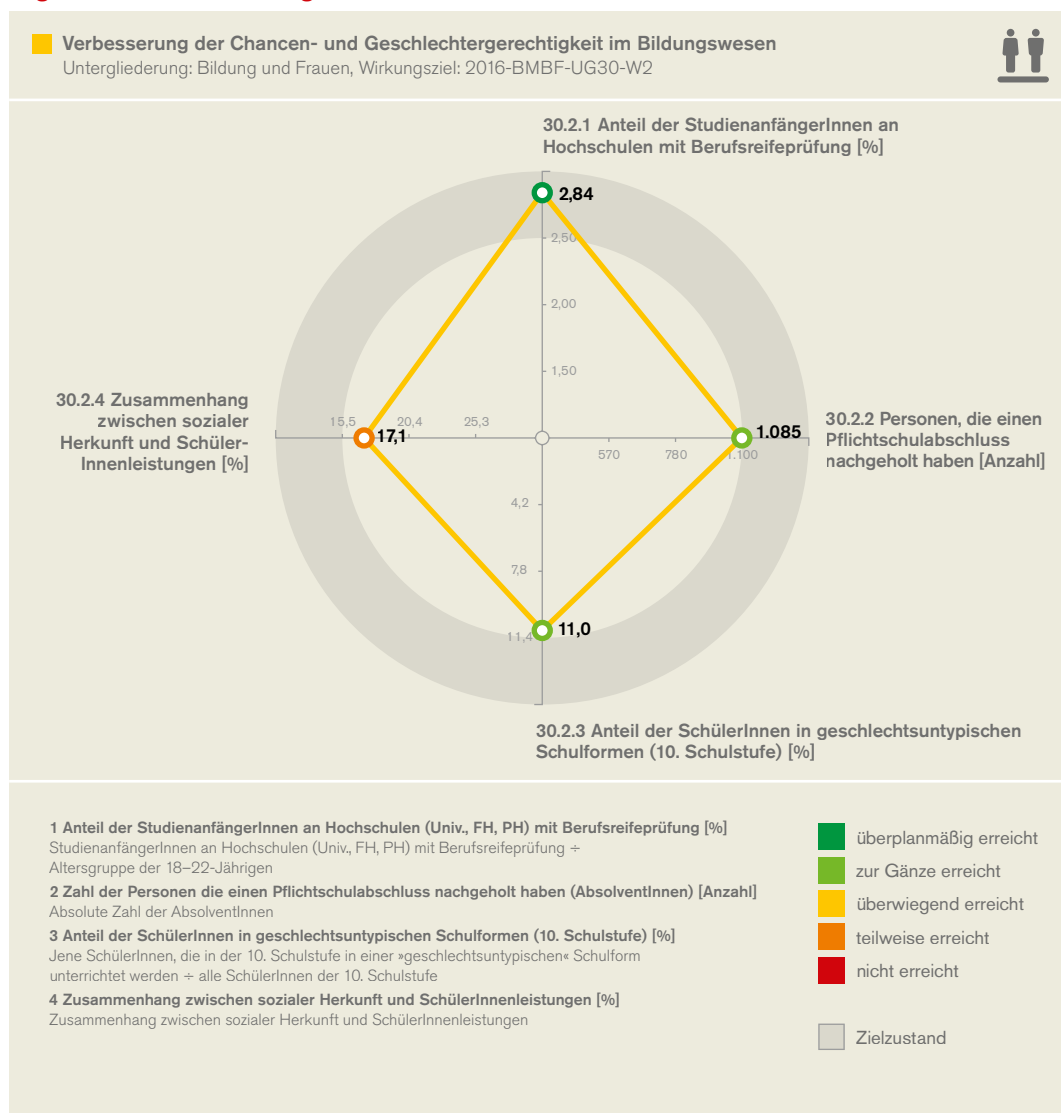 Verbesserung der Chancen- und Geschlechtergerechtigkeit im Bildungswesen
Untergliederung: Bildung und Frauen, Wirkungsziel: 2016-BMBF-UG30-W2
30.2.1 Anteil der StudienanfängerInnen an
Hochschulen mit Berufsreifeprüfung [%]
2,84
2,50
2,00
1,50
30.2.4 Zusammenhang
zwischen sozialer
Herkunft und Schüler-
Innenleistungen [%]
15,5
20,4
25,3
17,1
570
780
1.100
1.085
30.2.2 Personen, die einen
Pflichtschulabschluss
nachgeholt haben [Anzahl]
4,2
7,8
11,4
11,0
30.2.3 Anteil der SchülerInnen in geschlechtsuntypischen
Schulformen (10. Schulstufe) [%]
1 Anteil der StudienanfängerInnen an Hochschulen (Univ., FH, PH) mit Berufsreifeprüfung [%]
StudienanfängerInnen an Hochschulen (Univ., FH, PH) mit Berufsreifeprüfung ÷
Altersgruppe der 18–22-Jährigen
2 Zahl der Personen die einen Pflichtschulabschluss nachgeholt haben (AbsolventInnen) [Anzahl]
Absolute Zahl der AbsolventInnen
3 Anteil der SchülerInnen in geschlechtsuntypischen Schulformen (10. Schulstufe) [%]
Jene SchülerInnen, die in der 10. Schulstufe in einer »geschlechtsuntypischen« Schulform
unterrichtet werden ÷ alle SchülerInnen der 10. Schulstufe
4 Zusammenhang zwischen sozialer Herkunft und SchülerInnenleistungen [%]
Zusammenhang zwischen sozialer Herkunft und SchülerInnenleistungen
überplanmäßig erreicht
zur Gänze erreicht
überwiegend erreicht
teilweise erreicht
nicht erreicht
Zielzustand